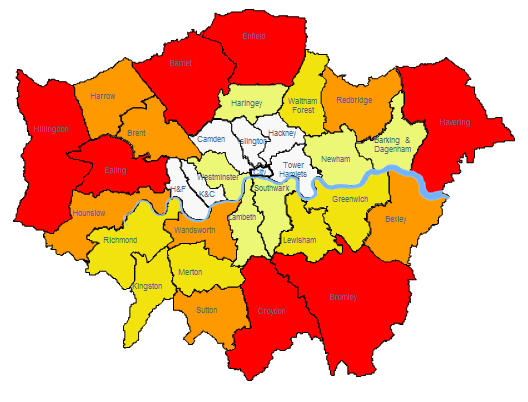 Enfield
Barnet
Harrow
Haringey
Waltham
Forest
Redbridge
Havering
Hillingdon
Brent
Camden
Islington
Hackney
Barking &
Dagenham
Ealing
Westminster
Tower
Hamlets
Newham
H&F
K&C
Southwark
Greenwich
Hounslow
Lambeth
Bexley
Richmond
Wandsworth
Lewisham
Merton
Kingston
Bromley
Sutton
Croydon